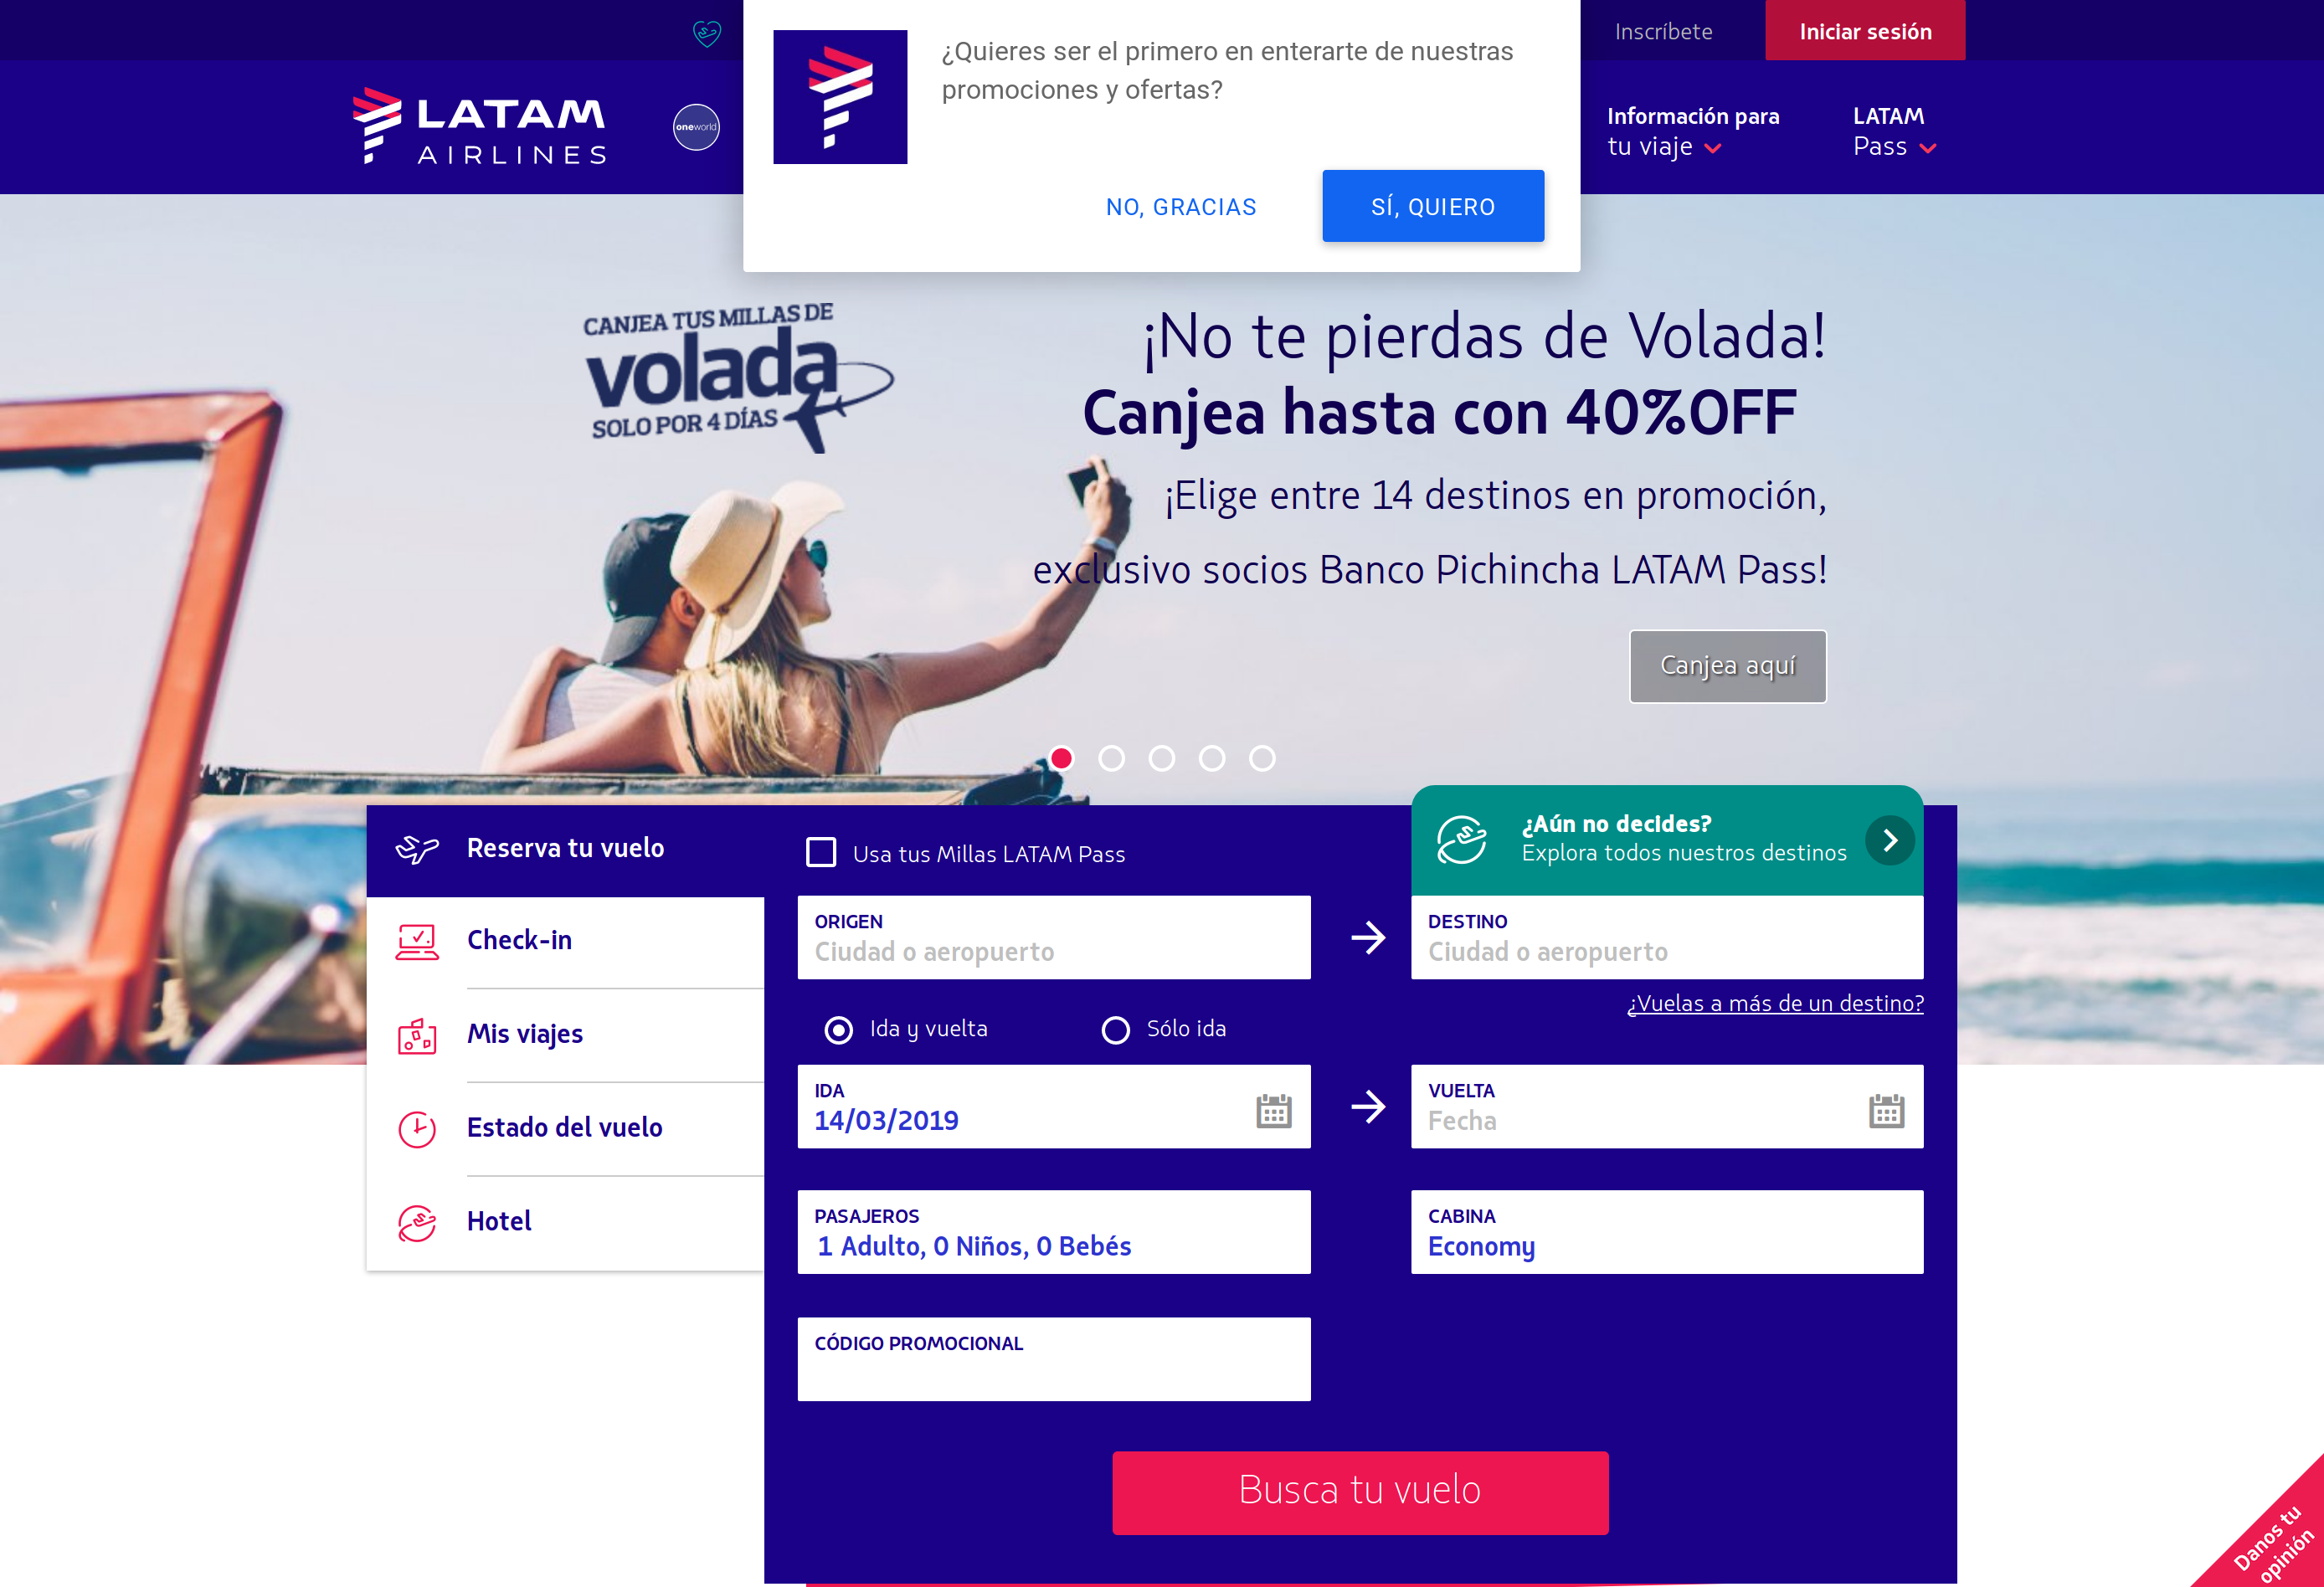 ¿Quieres ser el primero en enterarte de nuestras
promociones y ofertas?
NO, GRACIAS
SÍ, QUIERO
Inscríbete
Iniciar sesión
LATAM
AIRLINES
oneworld
Información para
tu viaje
LATAM
Pass
CANJEA TUS MILLAS DE
volada
SOLO POR 4 DÍAS
¡No te pierdas de Volada!
Canjea hasta con 40%OFF
¡Elige entre 14 destinos en promoción,
exclusivo socios Banco Pichincha LATAM Pass!
Canjea aquí
Reserva tu vuelo
Check-in
Mis viajes
Estado del vuelo
Hotel
Usa tus Millas LATAM Pass
¿Aún no decides?
Explora todos nuestros destinos
ORIGEN
Ciudad o aeropuerto
DESTINO
Ciudad o aeropuerto
¿Vuelas a más de un destino?
Ida y vuelta
Sólo ida
IDA
14/03/2019
VUELTA
Fecha
PASAJEROS
1 Adulto, 0 Niños, 0 Bebés
CABINA
Economy
CÓDIGO PROMOCIONAL
Busca tu vuelo
Danos tu
opinión